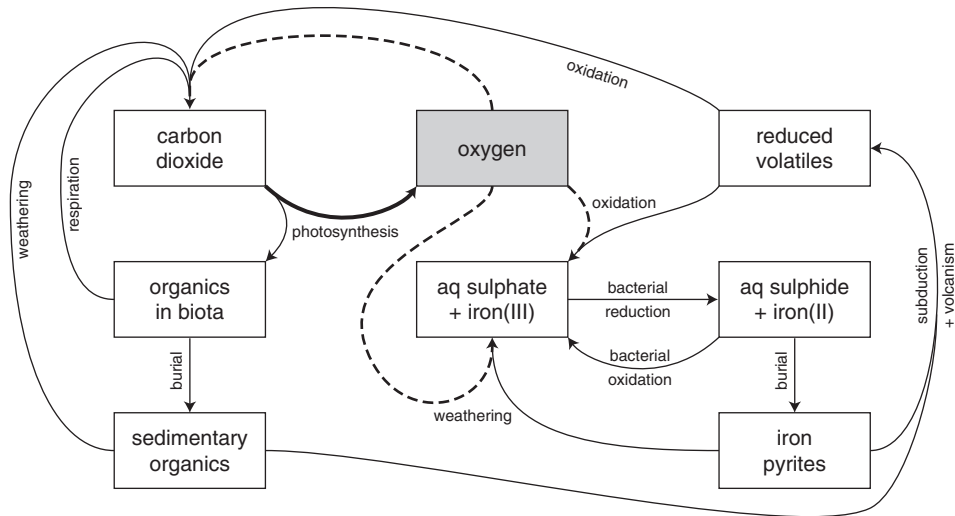 oxidation
carbon
dioxide
oxygen
reduced
volatiles
weathering
respiration
photosynthesis
oxidation
organics
in biota
aq sulphate
+ iron(III)
bacterial
reduction
aq sulphide
+ iron(II)
subduction
+ volcanism
bacterial
oxidation
burial
burial
weathering
sedimentary
organics
iron
pyrites